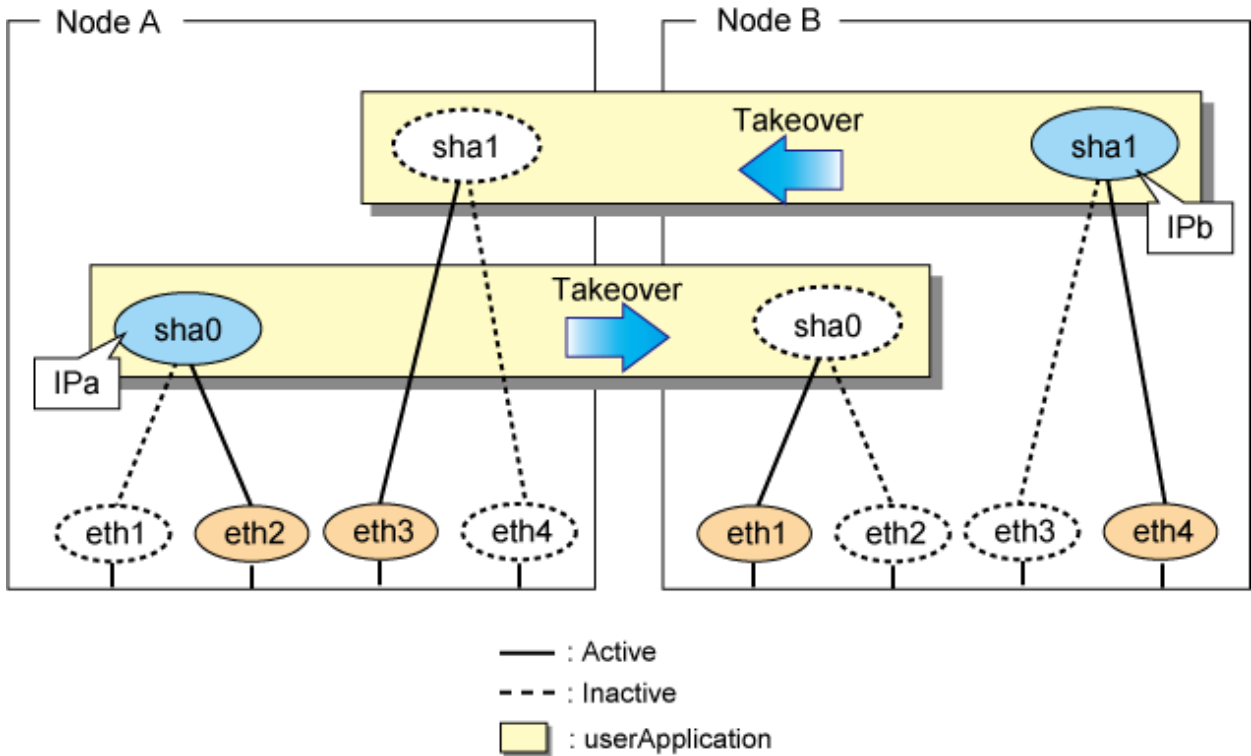 Node A
Node B
Takeover
sha1
sha1
IPb
Takeover
sha0
sha0
IPa
eth1
eth2
eth3
eth4
eth1
eth2
eth3
eth4
: Active
: Inactive
: userApplication